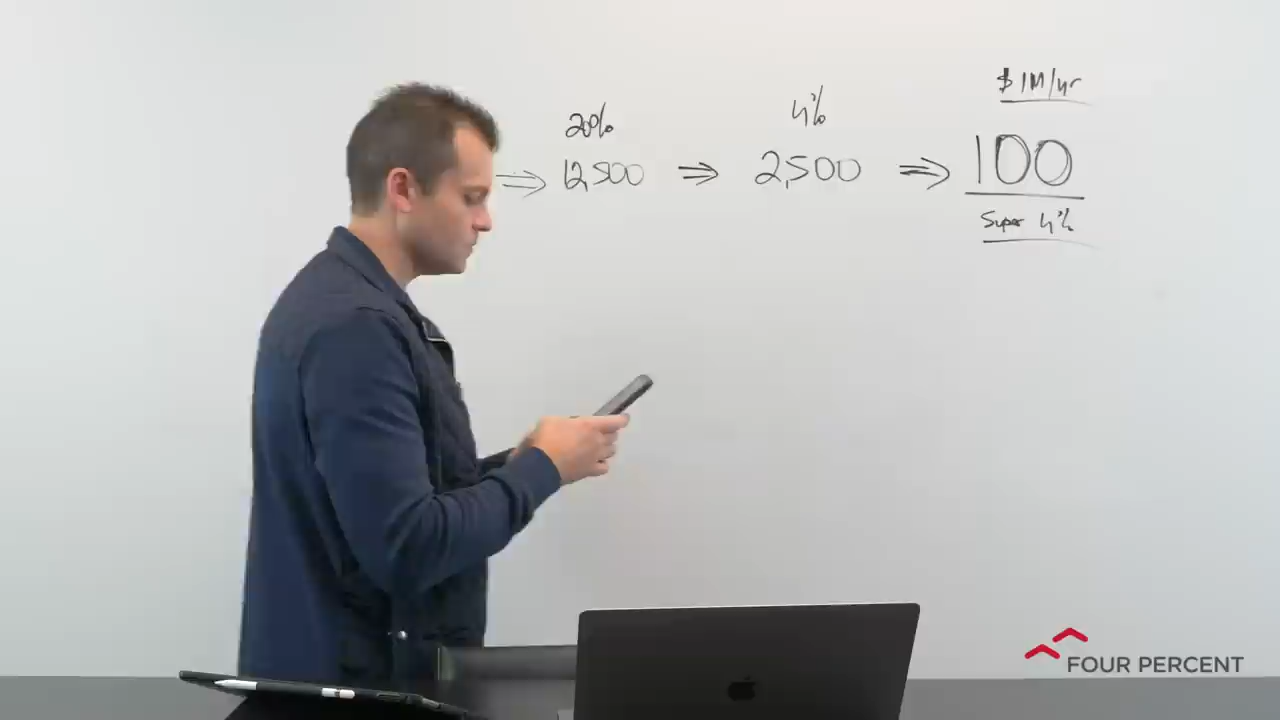 $1M/yr
20%
4%
⇒ 12,500 ⇒ 2,500 ⇒ 100
Super 4%
FOUR PERCENT